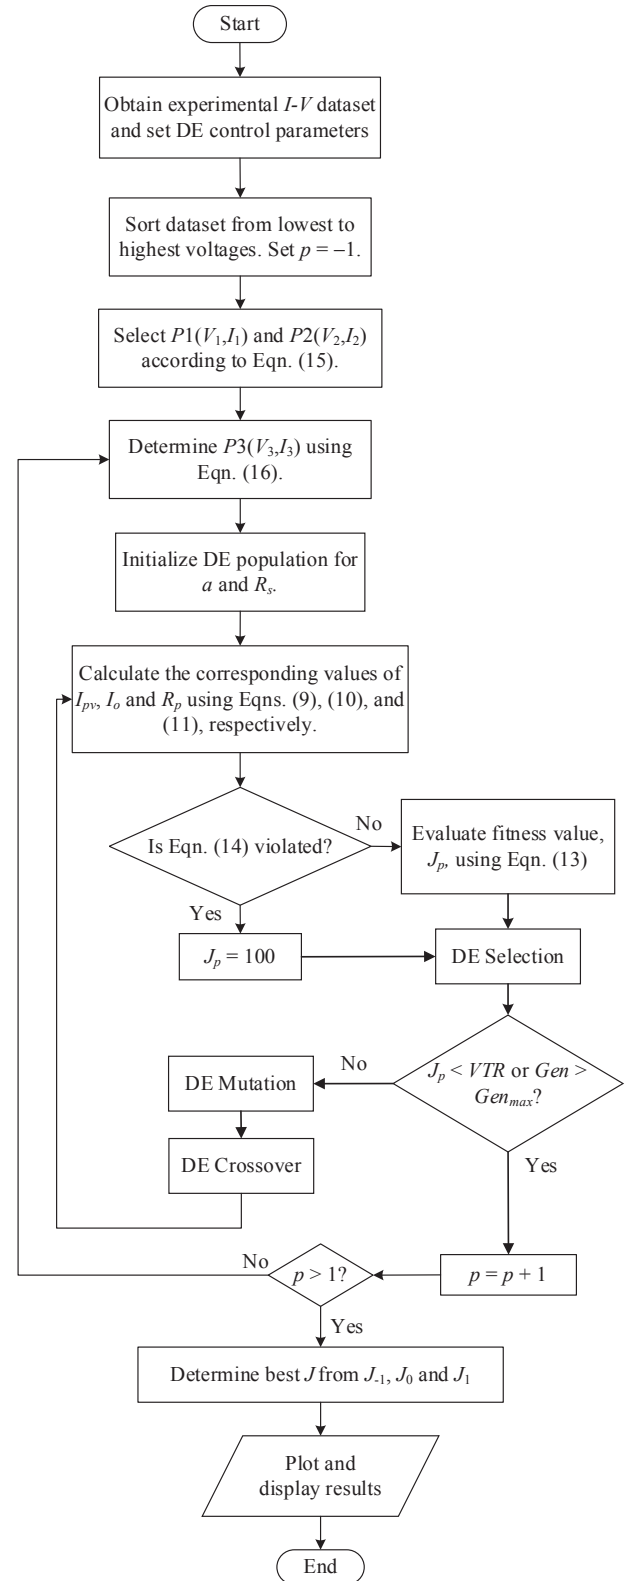 Start
Obtain experimental I-V dataset
and set DE control parameters
Sort dataset from lowest to
highest voltages. Set p = −1.
Select P1(V₁,I₁) and P2(V₂,I₂)
according to Eqn. (15).
Determine P3(V₃,I₃) using
Eqn. (16).
Initialize DE population for
a and Rₛ.
Calculate the corresponding values of
Iₚᵥ, Iₒ and Rₚ using Eqns. (9), (10), and
(11), respectively.
Is Eqn. (14) violated?
No
Evaluate fitness value,
Jₚ, using Eqn. (13)
Yes
Jₚ = 100
DE Selection
Jₚ < VTR or Gen >
Genₘₐₓ?
No
DE Mutation
DE Crossover
Yes
p = p + 1
p > 1?
No
Yes
Determine best J from J₋₁, J₀ and J₁
Plot and
display results
End